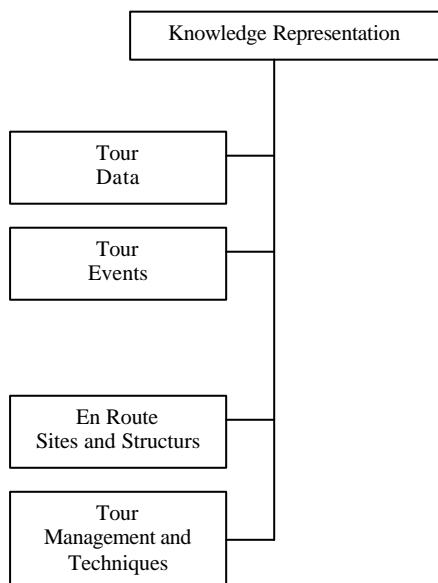 Knowledge Representation
Tour
Data
Tour
Events
En Route
Sites and Structurs
Tour
Management and
Techniques